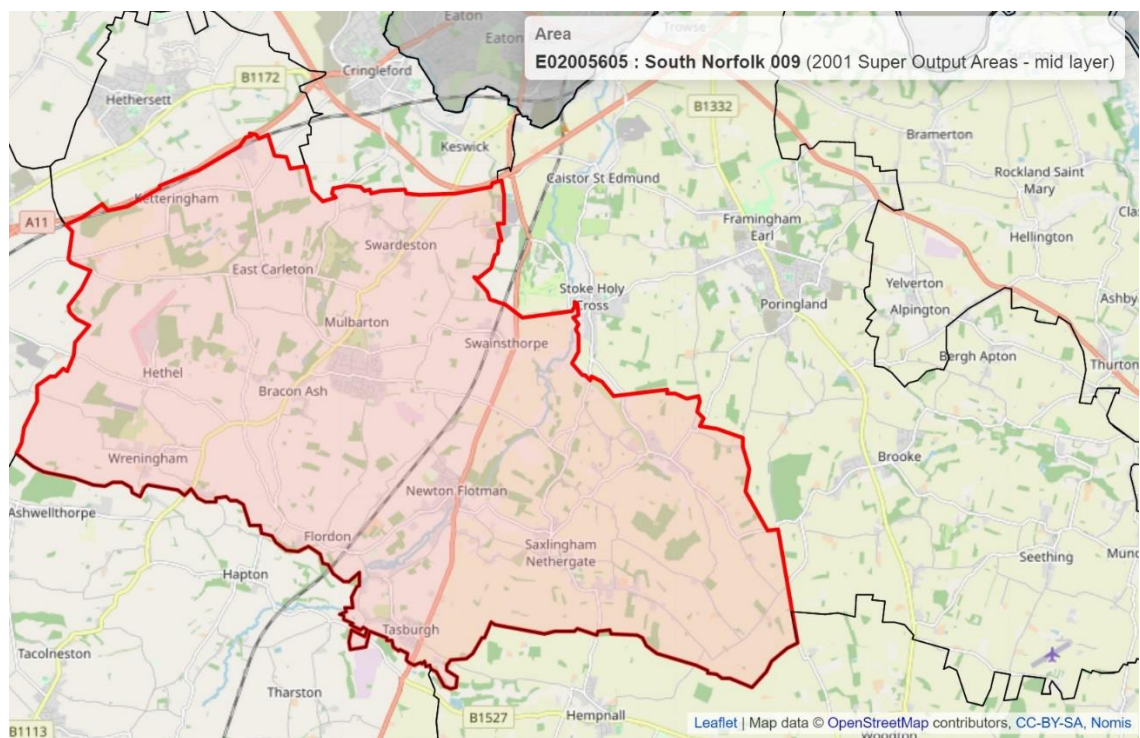 Area
E02005605 : South Norfolk 009 (2001 Super Output Areas - mid layer)
Eaton
Eaton
Trowse
Cringleford
B1172
Hethersett
B1332
Bramerton
Keswick
Rockland Saint
Mary
Caistor St Edmund
Ketteringham
A11
Framingham
Earl
Swardeston
Hellington
East Carleton
Yelverton
Stoke Holy
Cross
Poringland
Alpington
Mulbarton
Swainsthorpe
Bergh Apton
Thurton
Hethel
Bracon Ash
Wreningham
Brooke
Newton Flotman
Ashwellthorpe
Flordon
Saxlingham
Nethergate
Seething
Hapton
Tasburgh
Tacolneston
Tharston
B1527
Hempnall
B1113
Leaflet | Map data © OpenStreetMap contributors, CC-BY-SA, Nomis